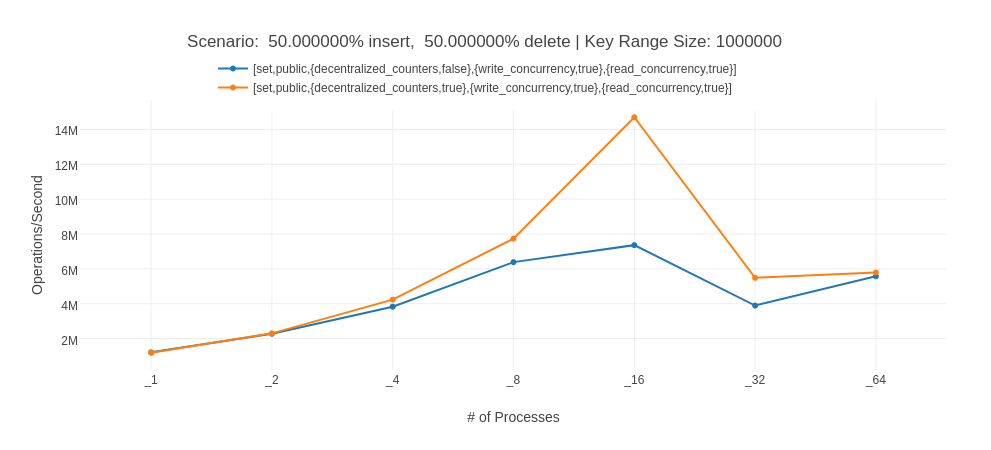 Scenario:  50.000000% insert,  50.000000% delete | Key Range Size: 1000000
[set,public,{decentralized_counters,false},{write_concurrency,true},{read_concurrency,true}]
[set,public,{decentralized_counters,true},{write_concurrency,true},{read_concurrency,true}]
Operations/Second
14M
12M
10M
8M
6M
4M
2M
_1
_2
_4
_8
_16
_32
_64
# of Processes